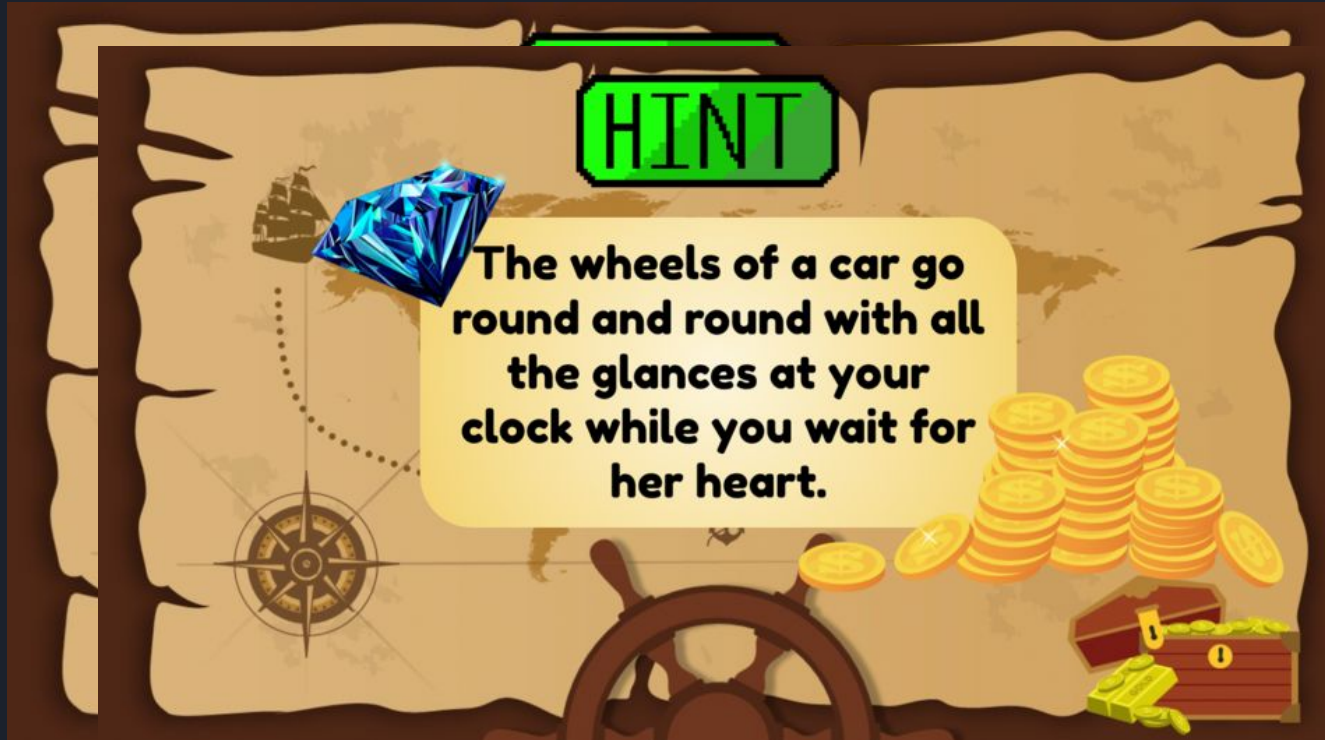 HINT
The wheels of a car go
round and round with all
the glances at your
clock while you wait for
her heart.
GOLD